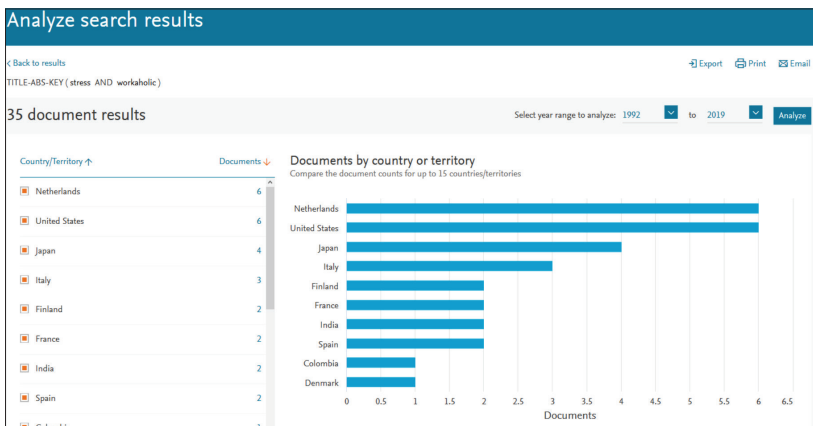 Analyze search results
< Back to results
Export Print Email
TITLE-ABS-KEY ( stress AND workaholic )
35 document results
Select year range to analyze: 1992 to 2019 Analyze
Country/Territory ↑ Documents ↓
Netherlands 6
United States 6
Japan 4
Italy 3
Finland 2
France 2
India 2
Spain 2
Documents by country or territory
Compare the document counts for up to 15 countries/territories
Netherlands
United States
Japan
Italy
Finland
France
India
Spain
Colombia
Denmark
0 0.5 1 1.5 2 2.5 3 3.5 4 4.5 5 5.5 6 6.5
Documents